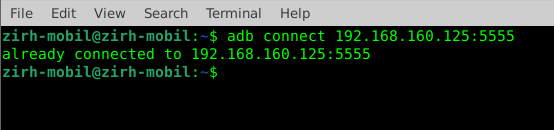 File Edit View Search Terminal Help
zirh-mobil@zirh-mobil:~$ adb connect 192.168.160.125:5555
already connected to 192.168.160.125:5555
zirh-mobil@zirh-mobil:~$